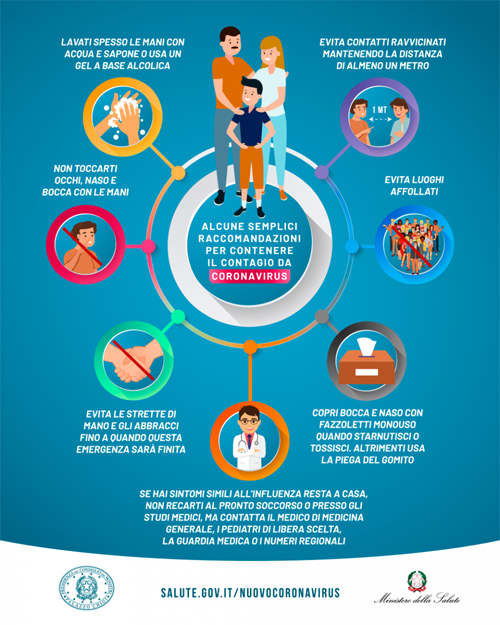 LAVATI SPESSO LE MANI CON
ACQUA E SAPONE O USA UN
GEL A BASE ALCOLICA
EVITA CONTATTI RAVVICINATI
MANTENENDO LA DISTANZA
DI ALMENO UN METRO
1 MT
NON TOCCARTI
OCCHI, NASO E
BOCCA CON LE MANI
EVITA LUOGHI
AFFOLLATI
ALCUNE SEMPLICI
RACCOMANDAZIONI
PER CONTENERE
IL CONTAGIO DA
CORONAVIRUS
EVITA LE STRETTE DI
MANO E GLI ABBRACCI
FINO A QUANDO QUESTA
EMERGENZA SARÀ FINITA
COPRI BOCCA E NASO CON
FAZZOLETTI MONOUSO
QUANDO STARNUTISCI O
TOSSISCI. ALTRIMENTI USA
LA PIEGA DEL GOMITO
SE HAI SINTOMI SIMILI ALL'INFLUENZA RESTA A CASA,
NON RECARTI AL PRONTO SOCCORSO O PRESSO GLI
STUDI MEDICI, MA CONTATTA IL MEDICO DI MEDICINA
GENERALE, I PEDIATRI DI LIBERA SCELTA,
LA GUARDIA MEDICA O I NUMERI REGIONALI
SALUTE.GOV.IT/NUOVOCORONAVIRUS
Ministero della Salute